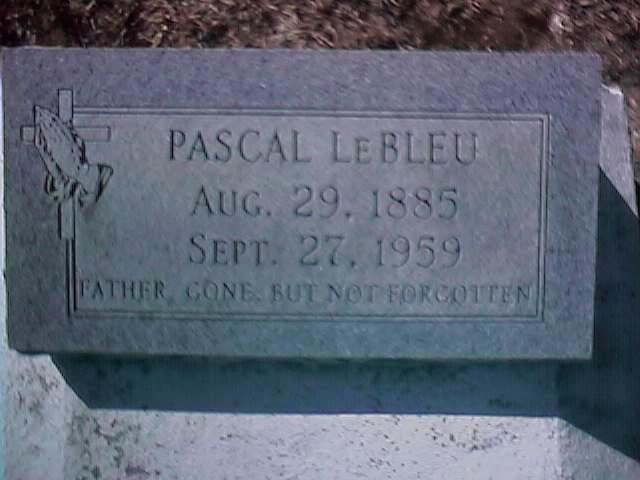 PASCAL LEBLEU
AUG. 29, 1885
SEPT. 27, 1959
FATHER, GONE, BUT NOT FORGOTTEN